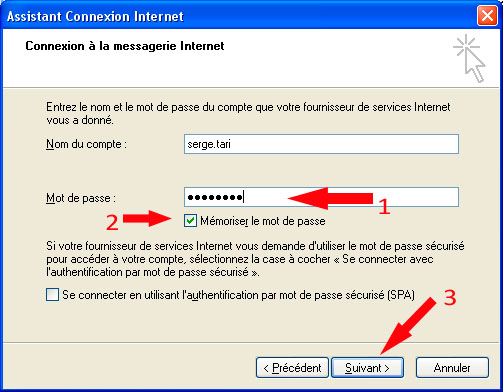 Assistant Connexion Internet
Connexion à la messagerie Internet
Entrez le nom et le mot de passe du compte que votre fournisseur de services Internet
vous a donné.
Nom du compte : serge.tari
Mot de passe : ●●●●●●●● 1
2 Mémoriser le mot de passe
Si votre fournisseur de services Internet vous demande d'utiliser le mot de passe sécurisé
pour accéder à votre compte, sélectionnez la case à cocher « Se connecter avec
l'authentification par mot de passe sécurisé ».
Se connecter en utilisant l'authentification par mot de passe sécurisé (SPA)
3
< Précédent Suivant > Annuler